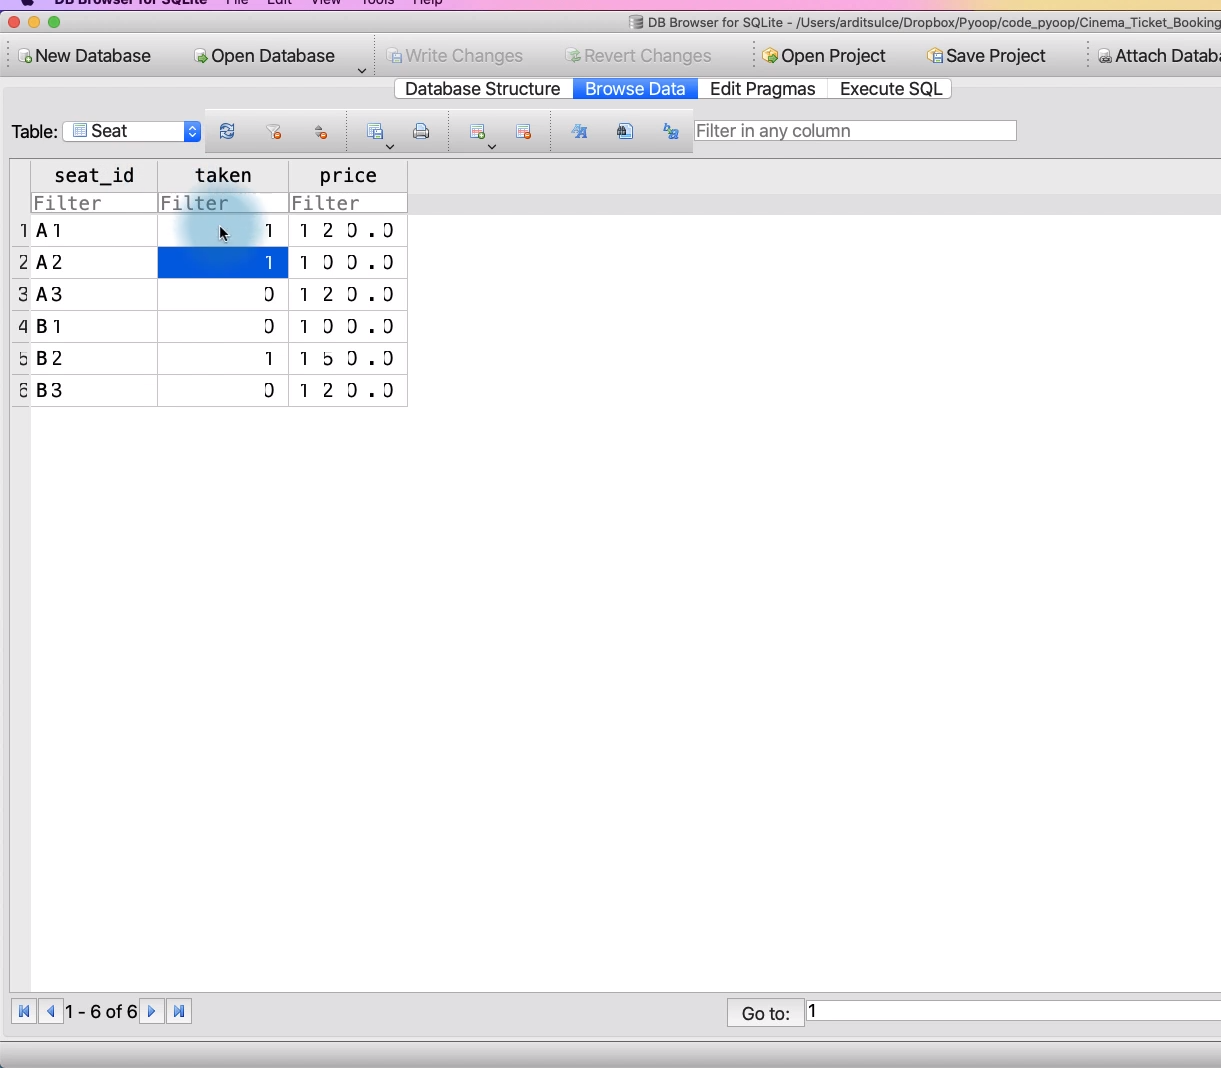 DB Browser for SQLite File Edit View Tools Help
DB Browser for SQLite - /Users/arditsulce/Dropbox/Pyoop/code_pyoop/Cinema_Ticket_Booking
New Database Open Database Write Changes Revert Changes Open Project Save Project Attach Databa
Database Structure Browse Data Edit Pragmas Execute SQL
Table: Seat Filter in any column
seat_id taken price
Filter Filter Filter
1 A1 1 120.0
2 A2 1 100.0
3 A3 0 120.0
4 B1 0 100.0
5 B2 1 150.0
6 B3 0 120.0
1 - 6 of 6 Go to: 1